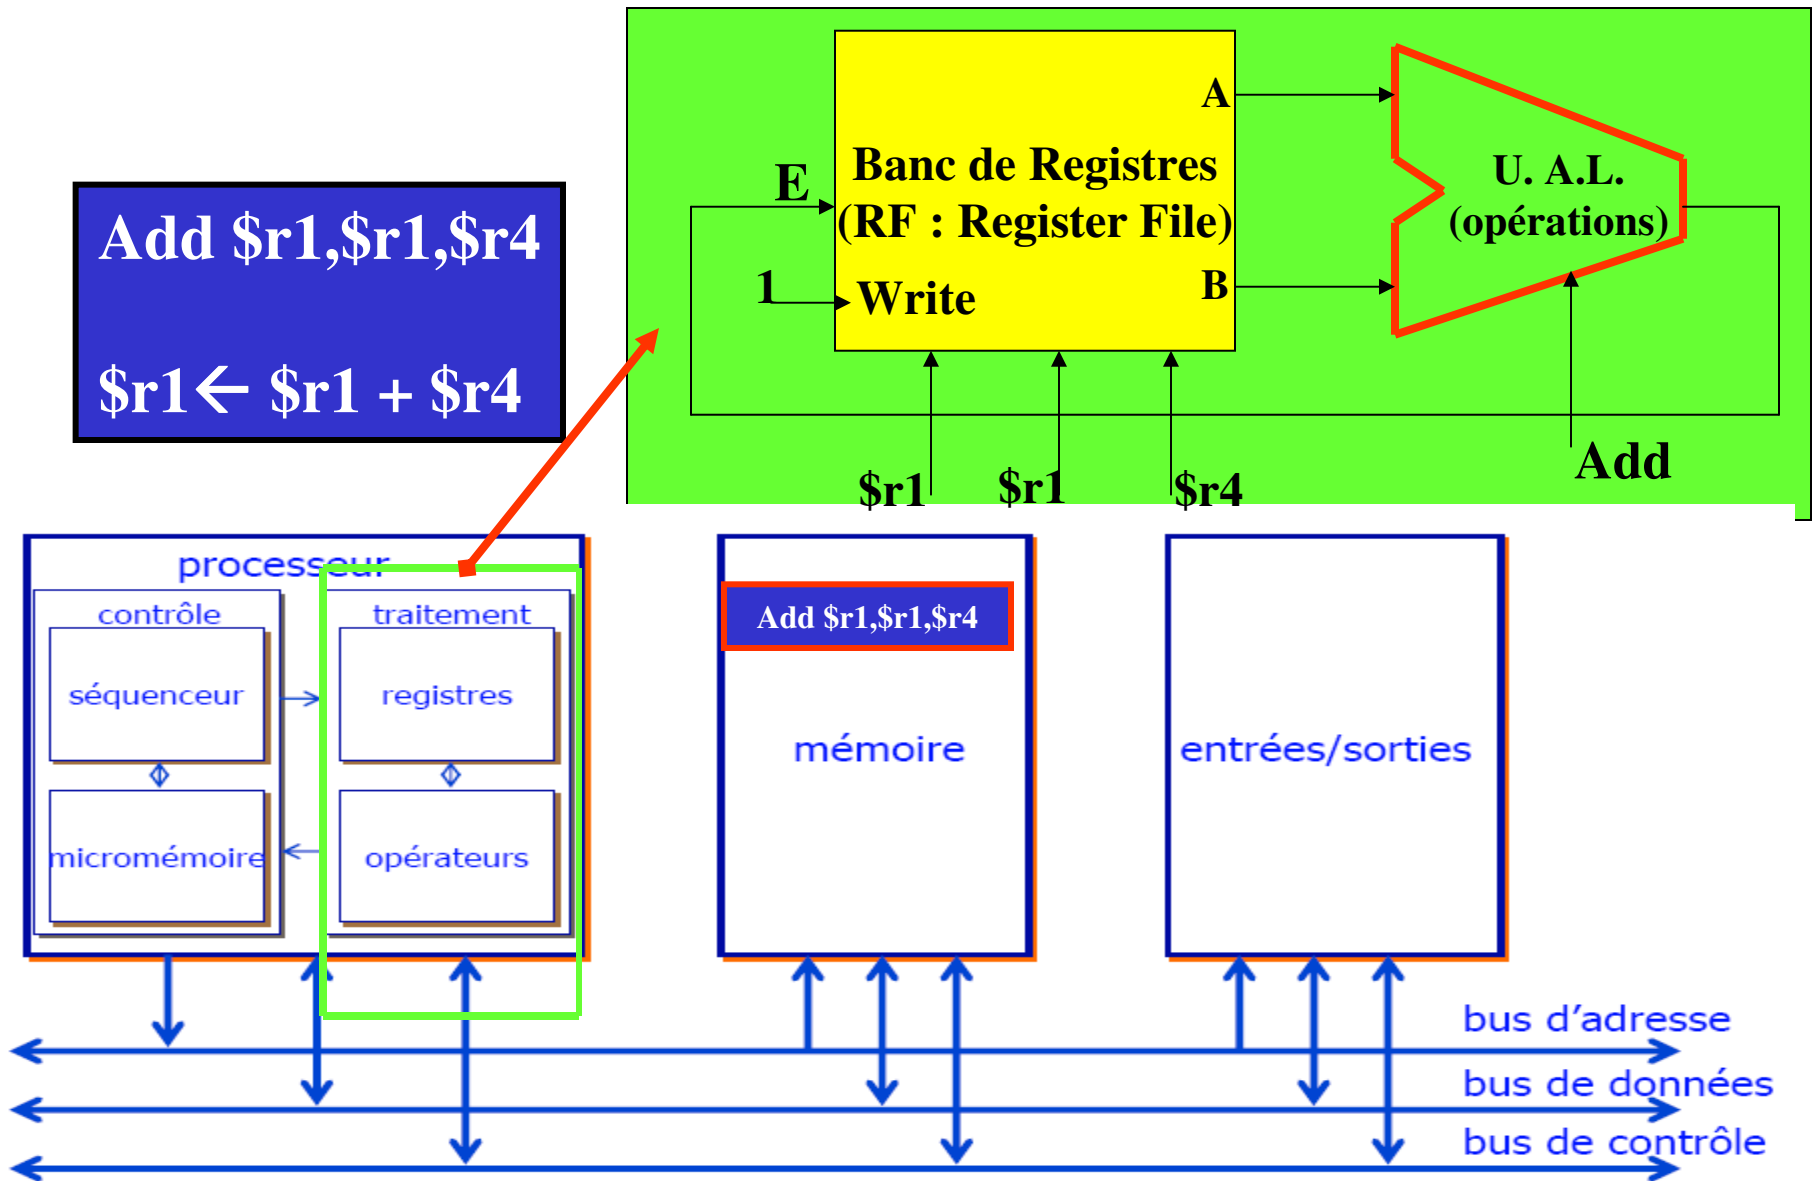 Add $r1,$r1,$r4
$r1← $r1 + $r4
A
E
Banc de Registres
(RF : Register File)
1
Write
B
U. A.L.
(opérations)
$r1
$r1
$r4
Add
processeur
contrôle
traitement
séquenceur
registres
micromémoire
opérateurs
Add $r1,$r1,$r4
mémoire
entrées/sorties
bus d’adresse
bus de données
bus de contrôle